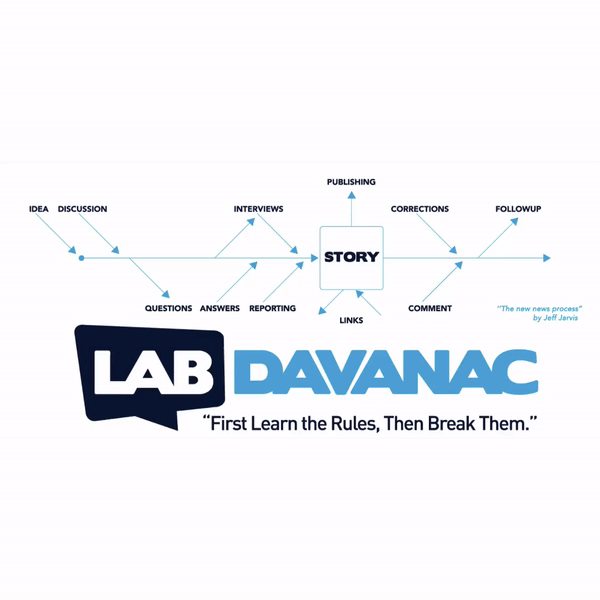 PUBLISHING
IDEA DISCUSSION INTERVIEWS CORRECTIONS FOLLOWUP
STORY
QUESTIONS ANSWERS REPORTING LINKS COMMENT
"The new news process"
by Jeff Jarvis
LAB DAVANAC
“First Learn the Rules, Then Break Them.”